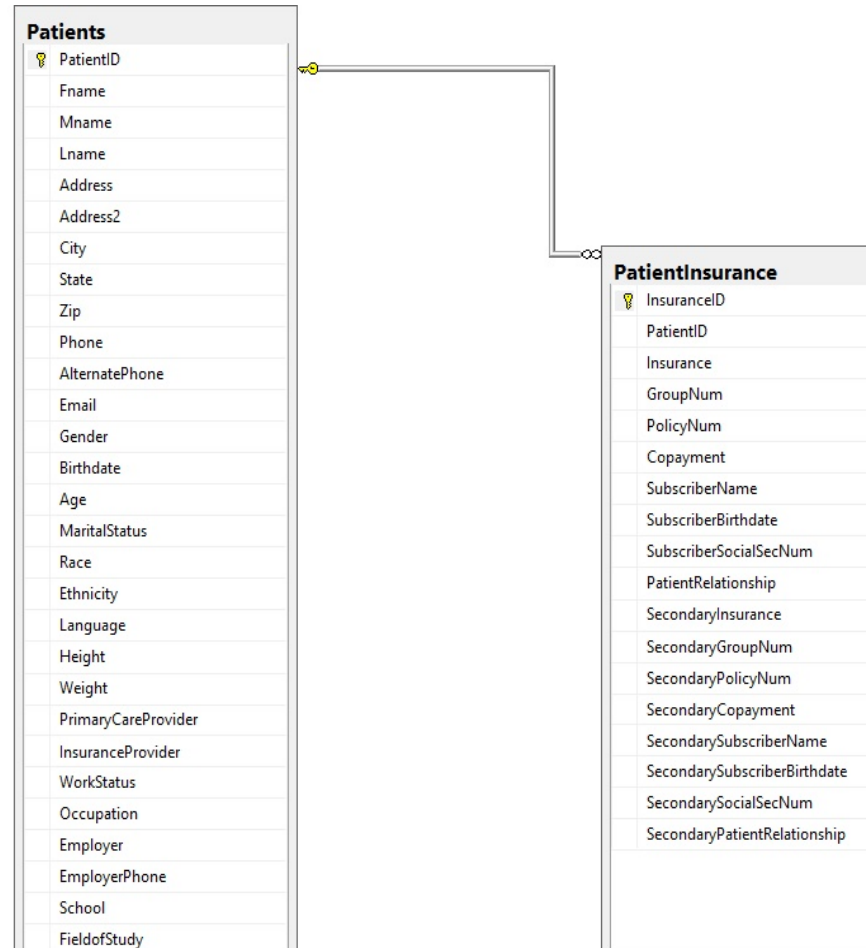 Patients
PatientID
Fname
Mname
Lname
Address
Address2
City
State
Zip
Phone
AlternatePhone
Email
Gender
Birthdate
Age
MaritalStatus
Race
Ethnicity
Language
Height
Weight
PrimaryCareProvider
InsuranceProvider
WorkStatus
Occupation
Employer
EmployerPhone
School
FieldofStudy
PatientInsurance
InsuranceID
PatientID
Insurance
GroupNum
PolicyNum
Copayment
SubscriberName
SubscriberBirthdate
SubscriberSocialSecNum
PatientRelationship
SecondaryInsurance
SecondaryGroupNum
SecondaryPolicyNum
SecondaryCopayment
SecondarySubscriberName
SecondarySubscriberBirthdate
SecondarySocialSecNum
SecondaryPatientRelationship